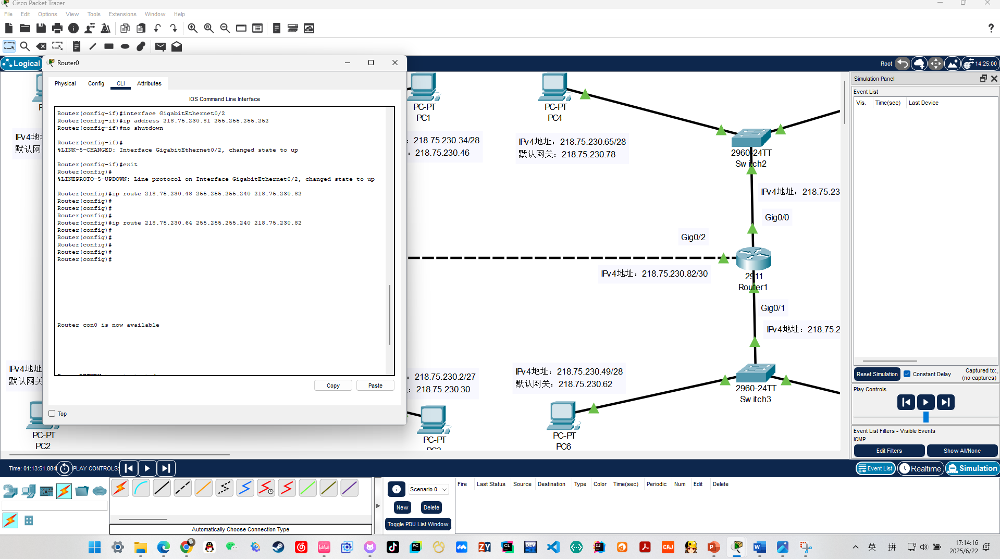 Cisco Packet Tracer
File Edit Options View Tools Extensions Window Help
Logical
Root
14:25:00
Router0
Physical Config CLI Attributes
IOS Command Line Interface
Router(config-if)#interface GigabitEthernet0/2
Router(config-if)#ip address 218.75.230.81 255.255.255.252
Router(config-if)#no shutdown
Router(config-if)#
%LINK-5-CHANGED: Interface GigabitEthernet0/2, changed state to up
Router(config-if)#exit
Router(config)#
%LINEPROTO-5-UPDOWN: Line protocol on Interface GigabitEthernet0/2, changed state to up
Router(config)#ip route 218.75.230.48 255.255.255.240 218.75.230.82
Router(config)#
Router(config)#
Router(config)#
Router(config)#ip route 218.75.230.64 255.255.255.240 218.75.230.82
Router(config)#
Router(config)#
Router(config)#
Router(config)#
Router(config)#
Router con0 is now available
Copy Paste
Top
IPv4地
默认网
IPv4地址
默认网关
PC-PT
PC2
PC-PT
PC1
: 218.75.230.34/28
: 218.75.230.46
PC-PT
PC4
IPv4地址：218.75.230.65/28
默认网关：218.75.230.78
2960-24TT
Switch2
IPv4地址：218.75.23
Gig0/0
Gig0/2
IPv4地址：218.75.230.82/30
2911
Router1
Gig0/1
IPv4地址：218.75.2
: 218.75.230.2/27
: 218.75.230.30
PC-PT
IPv4地址：218.75.230.49/28
默认网关：218.75.230.62
PC-PT
PC6
2960-24TT
Switch3
Simulation Panel
Event List
Vis. Time(sec) Last Device
Reset Simulation Constant Delay
Captured to:
(no captures)
Play Controls
Event List Filters - Visible Events
ICMP
Edit Filters Show All/None
Time: 01:13:51.884 PLAY CONTROLS:
Event List Realtime Simulation
Scenario 0
New Delete
Toggle PDU List Window
Fire Last Status Source Destination Type Color Time(sec) Periodic Num Edit Delete
Automatically Choose Connection Type
英 拼
17:14:16
2025/6/22